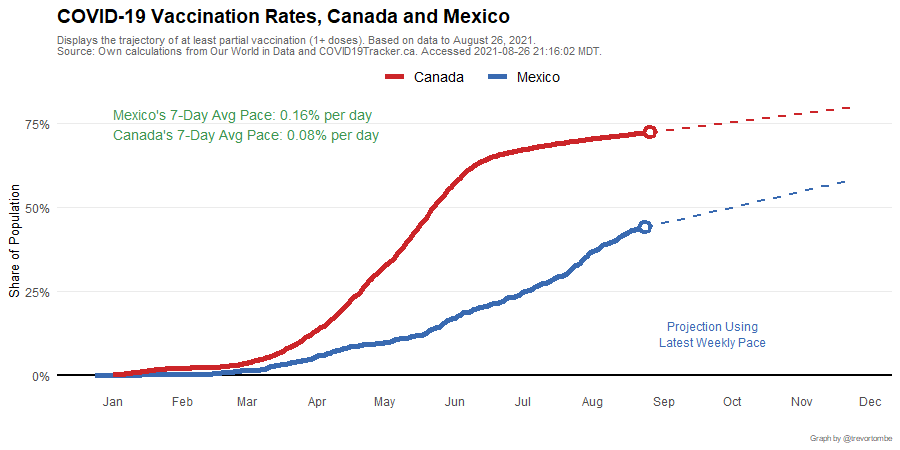 COVID-19 Vaccination Rates, Canada and Mexico
Displays the trajectory of at least partial vaccination (1+ doses). Based on data to August 26, 2021.
Source: Own calculations from Our World in Data and COVID19Tracker.ca. Accessed 2021-08-26 21:16:02 MDT.
Canada Mexico
Mexico's 7-Day Avg Pace: 0.16% per day
Canada's 7-Day Avg Pace: 0.08% per day
75%
50%
25%
0%
Share of Population
Projection Using
Latest Weekly Pace
Jan Feb Mar Apr May Jun Jul Aug Sep Oct Nov Dec
Graph by @trevortombe